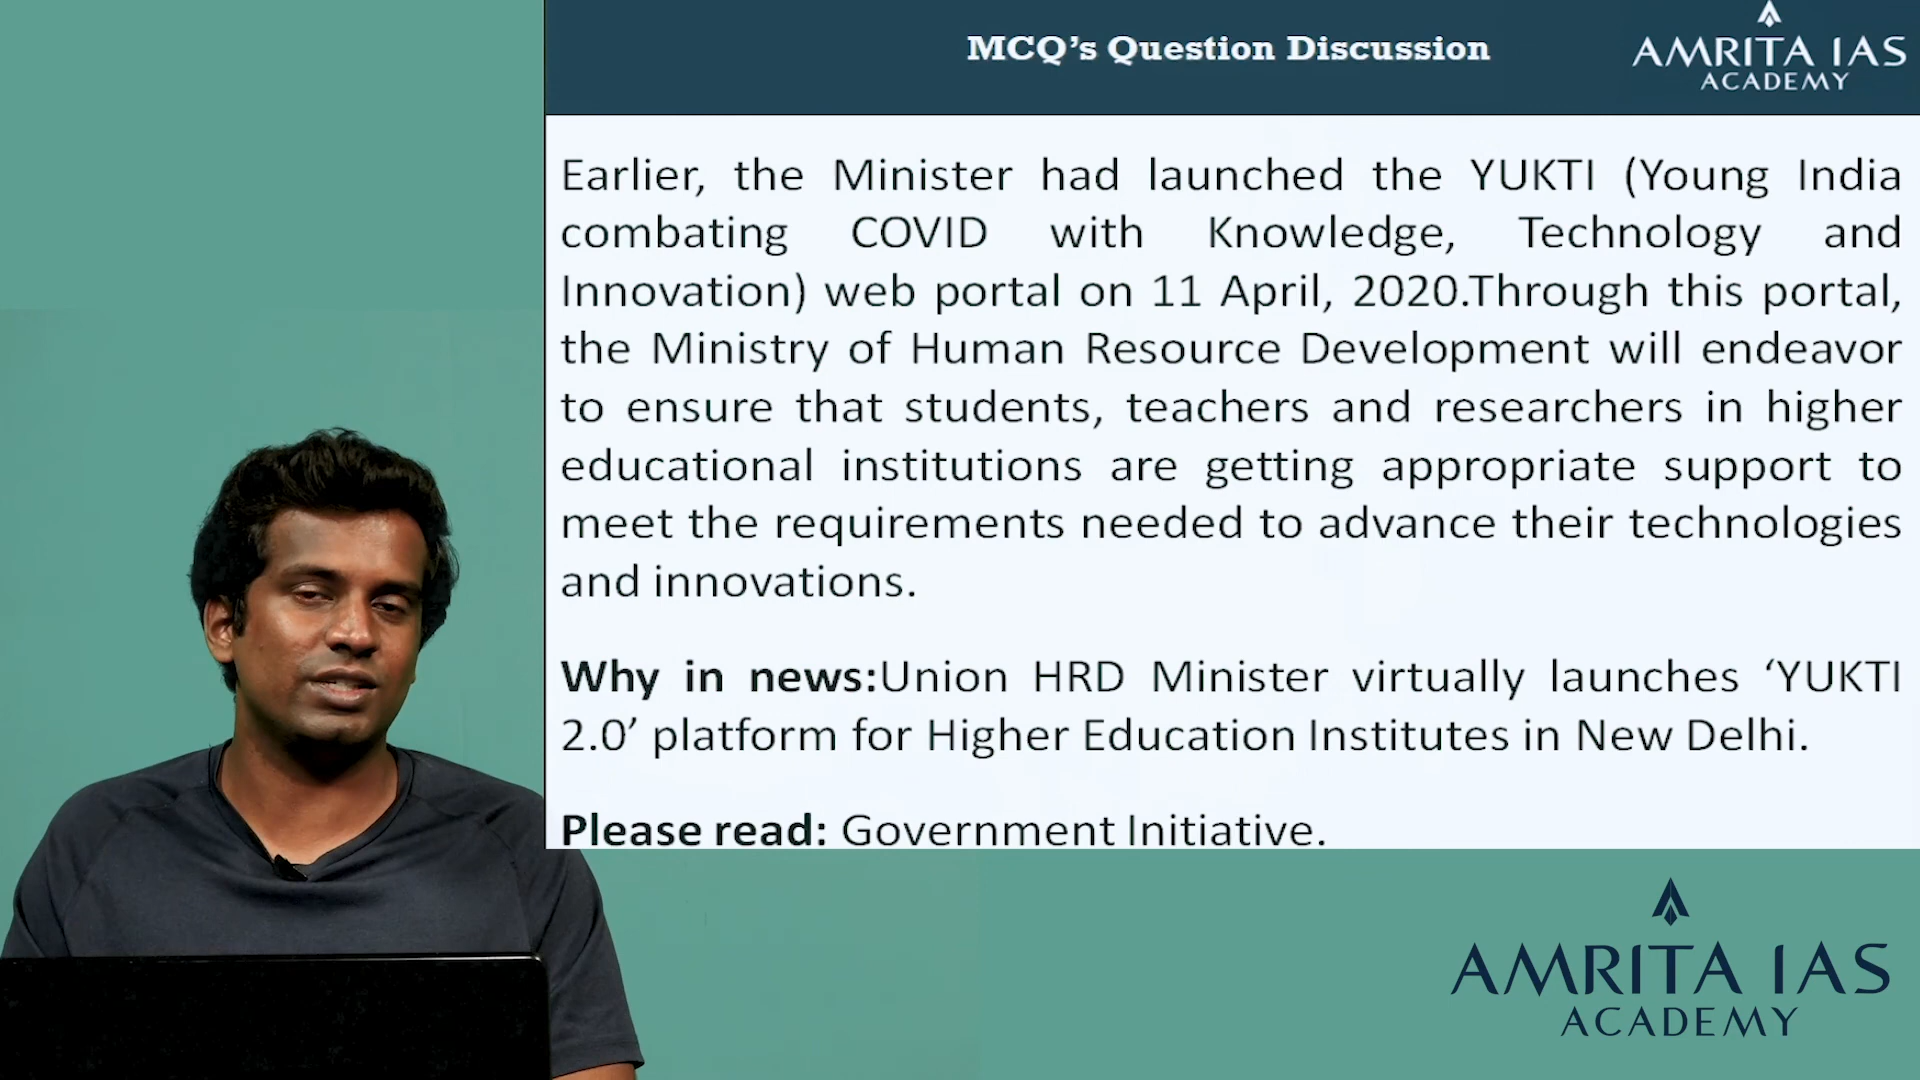 MCQ's Question Discussion
AMRITA IAS
ACADEMY
Earlier, the Minister had launched the YUKTI (Young India
combating COVID with Knowledge, Technology and
Innovation) web portal on 11 April, 2020.Through this portal,
the Ministry of Human Resource Development will endeavor
to ensure that students, teachers and researchers in higher
educational institutions are getting appropriate support to
meet the requirements needed to advance their technologies
and innovations.
Why in news:Union HRD Minister virtually launches ‘YUKTI
2.0’ platform for Higher Education Institutes in New Delhi.
Please read: Government Initiative.
AMRITA IAS
ACADEMY